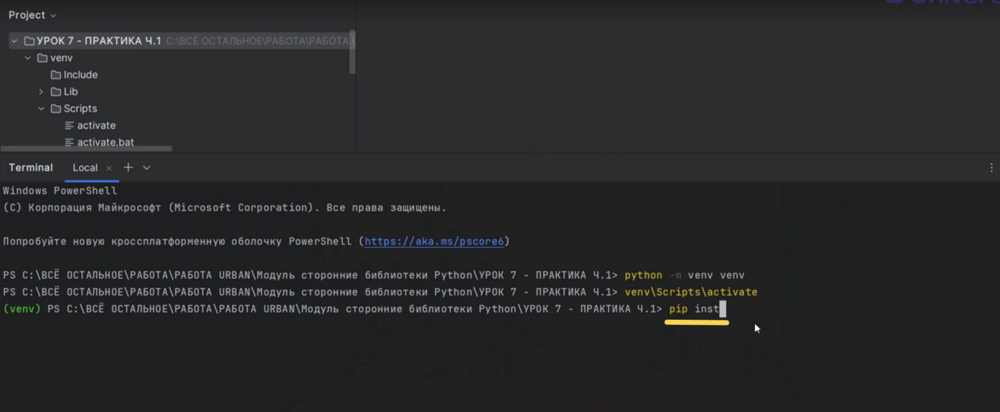 Project
УРОК 7 - ПРАКТИКА Ч.1 C:\ВСЁ ОСТАЛЬНОЕ\РАБОТА\РАБОТА
venv
Include
Lib
Scripts
activate
activate.bat
Terminal Local
Windows PowerShell
(C) Корпорация Майкрософт (Microsoft Corporation). Все права защищены.
Попробуйте новую кроссплатформенную оболочку PowerShell (https://aka.ms/pscore6)
PS C:\ВСЁ ОСТАЛЬНОЕ\РАБОТА\РАБОТА URBAN\Модуль сторонние библиотеки Python\УРОК 7 - ПРАКТИКА Ч.1> python -m venv venv
PS C:\ВСЁ ОСТАЛЬНОЕ\РАБОТА\РАБОТА URBAN\Модуль сторонние библиотеки Python\УРОК 7 - ПРАКТИКА Ч.1> venv\Scripts\activate
(venv) PS C:\ВСЁ ОСТАЛЬНОЕ\РАБОТА\РАБОТА URBAN\Модуль сторонние библиотеки Python\УРОК 7 - ПРАКТИКА Ч.1> pip inst